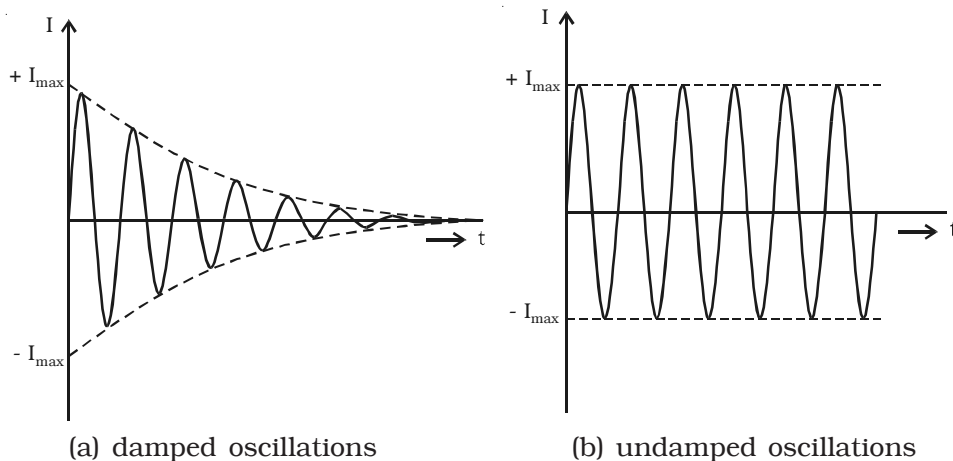 I
+ Imax
t
- Imax
(a) damped oscillations
I
+ Imax
t
- Imax
(b) undamped oscillations